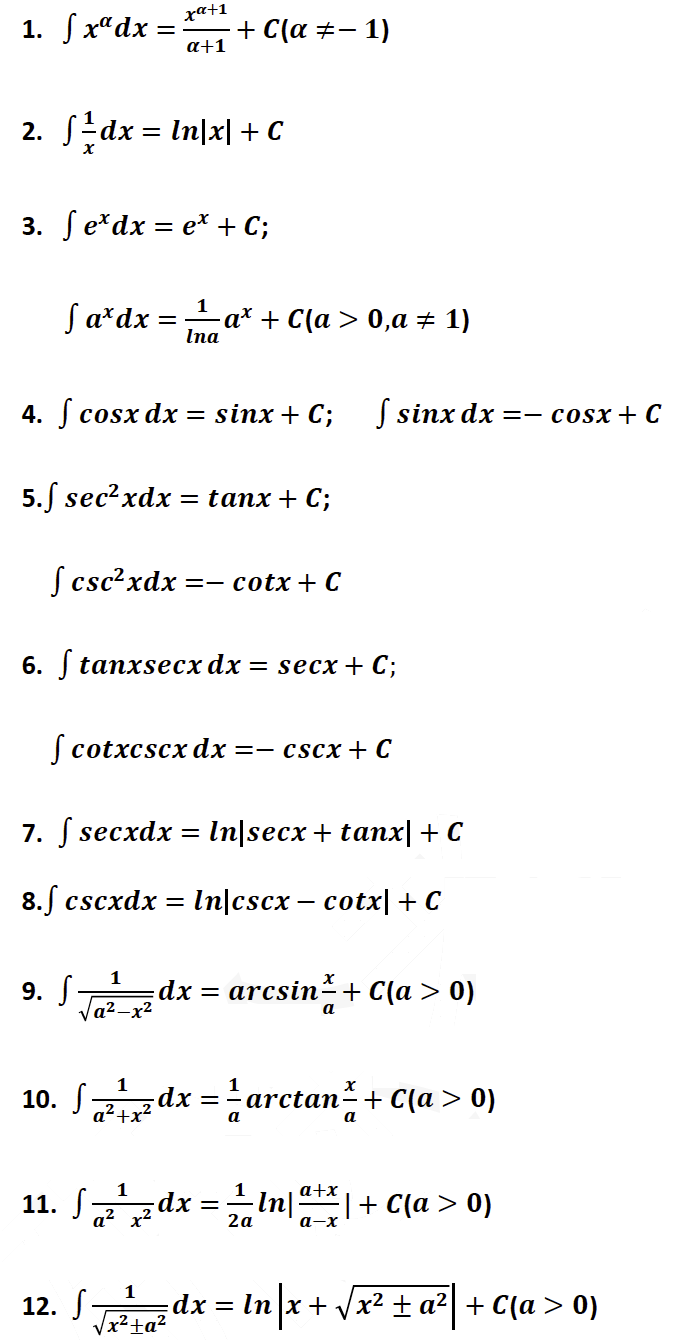 1. ∫ x^α dx = x^(α+1)/(α+1) + C(α ≠− 1)
2. ∫ 1/x dx = ln|x| + C
3. ∫ e^x dx = e^x + C;
∫ a^x dx = 1/lna a^x + C(a > 0,a ≠ 1)
4. ∫ cosx dx = sinx + C; ∫ sinx dx =− cosx + C
5.∫ sec²xdx = tanx + C;
∫ csc²xdx =− cotx + C
6. ∫ tanxsecx dx = secx + C;
∫ cotxcscx dx =− cscx + C
7. ∫ secxdx = ln|secx + tanx| + C
8.∫ cscxdx = ln|cscx − cotx| + C
9. ∫ 1/√(a²−x²) dx = arcsin x/a + C(a > 0)
10. ∫ 1/(a²+x²) dx = 1/a arctan x/a + C(a > 0)
11. ∫ 1/(a² x²) dx = 1/2a ln|(a+x)/(a−x)| + C(a > 0)
12. ∫ 1/√(x²±a²) dx = ln|x + √(x² ± a²)| + C(a > 0)